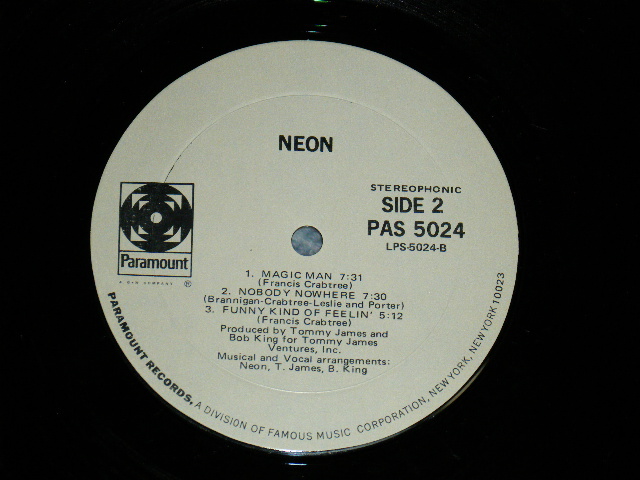 NEON
STEREOPHONIC
SIDE 2
PAS 5024
LPS-5024-B
Paramount
A G+W COMPANY ®
1. MAGIC MAN 7:31
(Francis Crabtree)
2. NOBODY NOWHERE 7:30
(Brannigan-Crabtree-Leslie and Porter)
3. FUNNY KIND OF FEELIN' 5:12
(Francis Crabtree)
Produced by Tommy James and
Bob King for Tommy James
Ventures, Inc.
Musical and Vocal arrangements:
Neon, T. James, B. King
PARAMOUNT RECORDS, A DIVISION OF FAMOUS MUSIC CORPORATION, NEW YORK, NEW YORK 10023